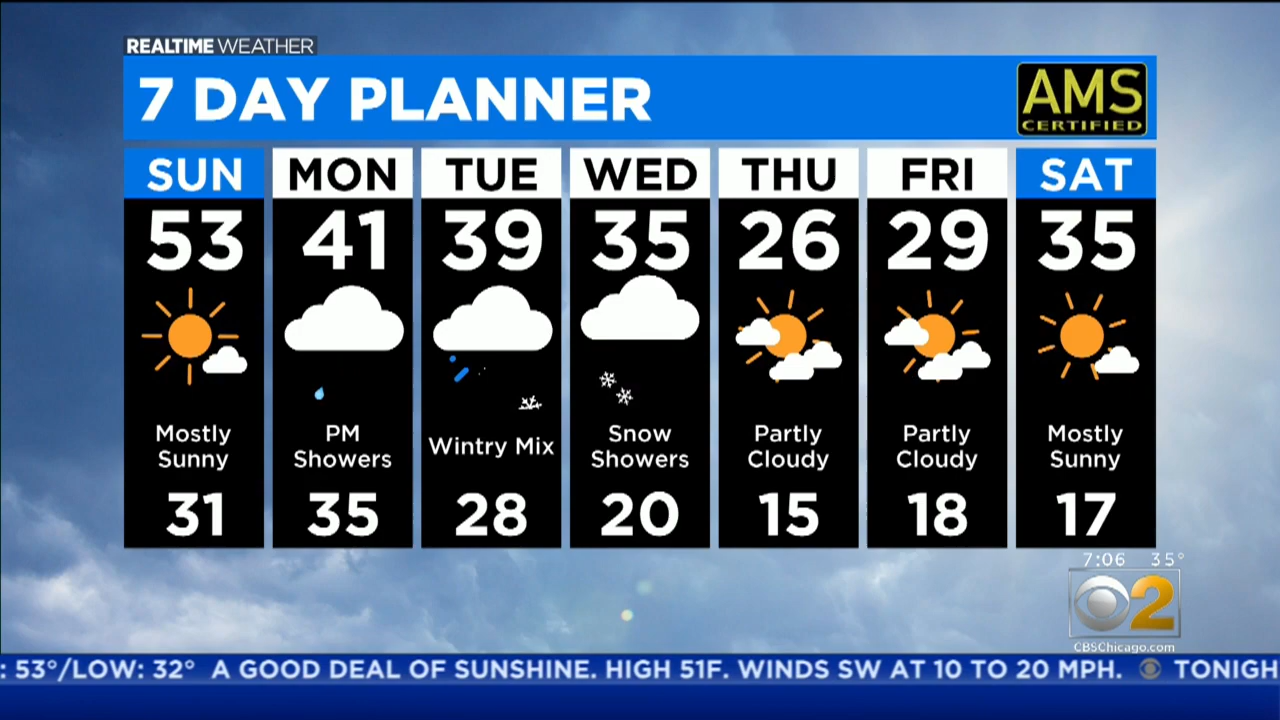 REALTIME WEATHER
7 DAY PLANNER
AMS
CERTIFIED
SUN MON TUE WED THU FRI SAT
53 41 39 35 26 29 35
Mostly Sunny
PM Showers
Wintry Mix
Snow Showers
Partly Cloudy
Partly Cloudy
Mostly Sunny
31 35 28 20 15 18 17
7:06 35°
2
CBSChicago.com
: 53°/LOW: 32° A GOOD DEAL OF SUNSHINE. HIGH 51F. WINDS SW AT 10 TO 20 MPH. TONIGH